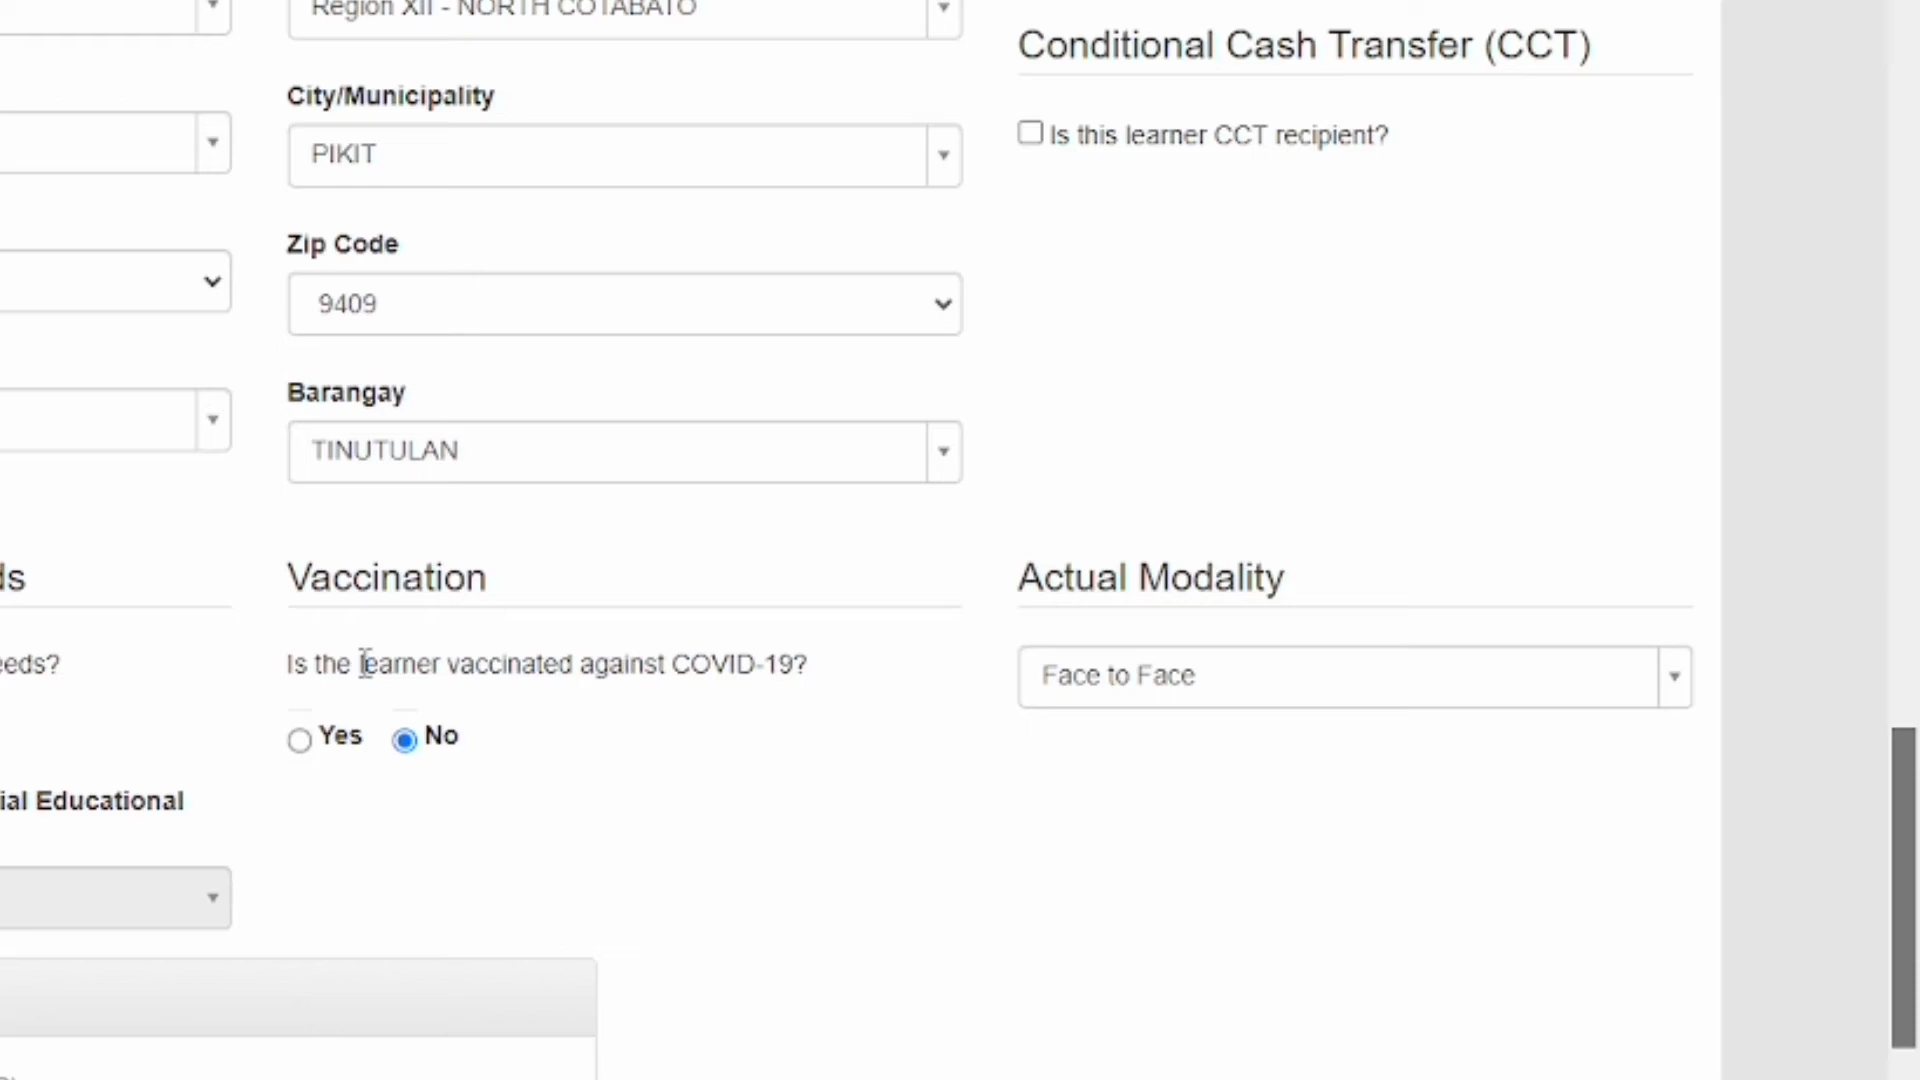 Region XII - NORTH COTABATO
Conditional Cash Transfer (CCT)
City/Municipality
Is this learner CCT recipient?
PIKIT
Zip Code
9409
Barangay
TINUTULAN
ds
Vaccination
Actual Modality
eeds?
Is the learner vaccinated against COVID-19?
Face to Face
Yes
No
ial Educational